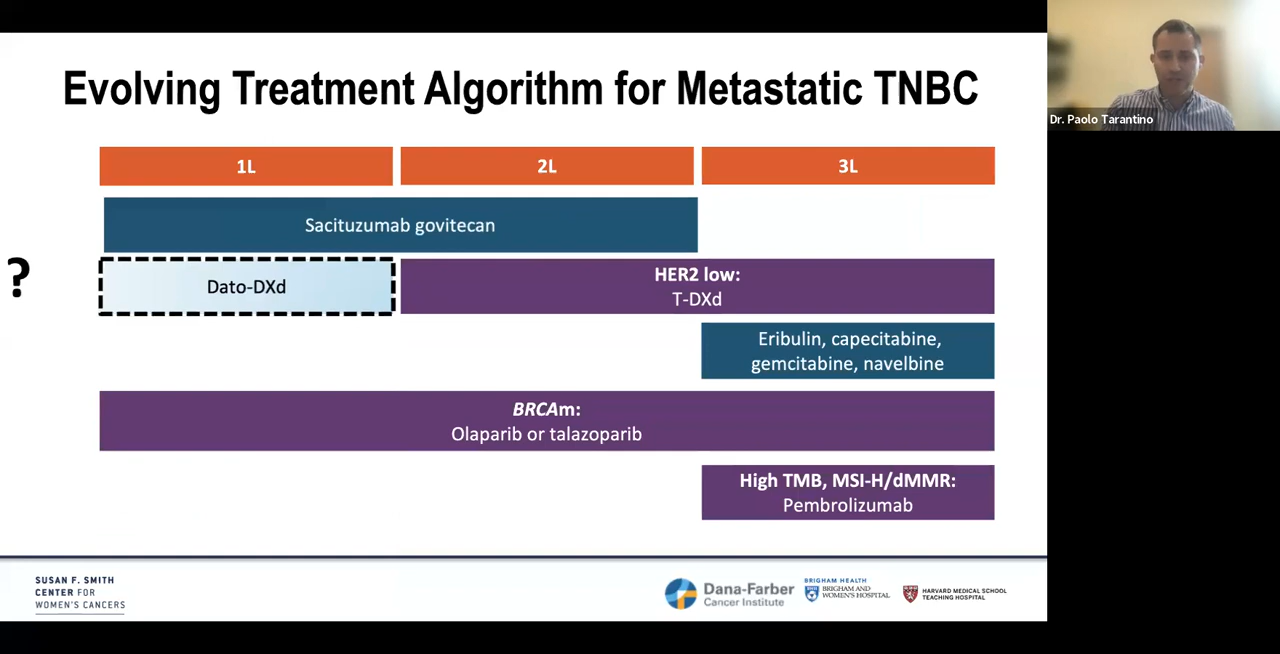 Evolving Treatment Algorithm for Metastatic TNBC
Dr. Paolo Tarantino
1L
2L
3L
Sacituzumab govitecan
?
Dato-DXd
HER2 low:
T-DXd
Eribulin, capecitabine,
gemcitabine, navelbine
BRCAm:
Olaparib or talazoparib
High TMB, MSI-H/dMMR:
Pembrolizumab
SUSAN F. SMITH
CENTER FOR
WOMEN'S CANCERS
Dana-Farber
Cancer Institute
BRIGHAM HEALTH
BRIGHAM AND
WOMEN'S HOSPITAL
HARVARD MEDICAL SCHOOL
TEACHING HOSPITAL